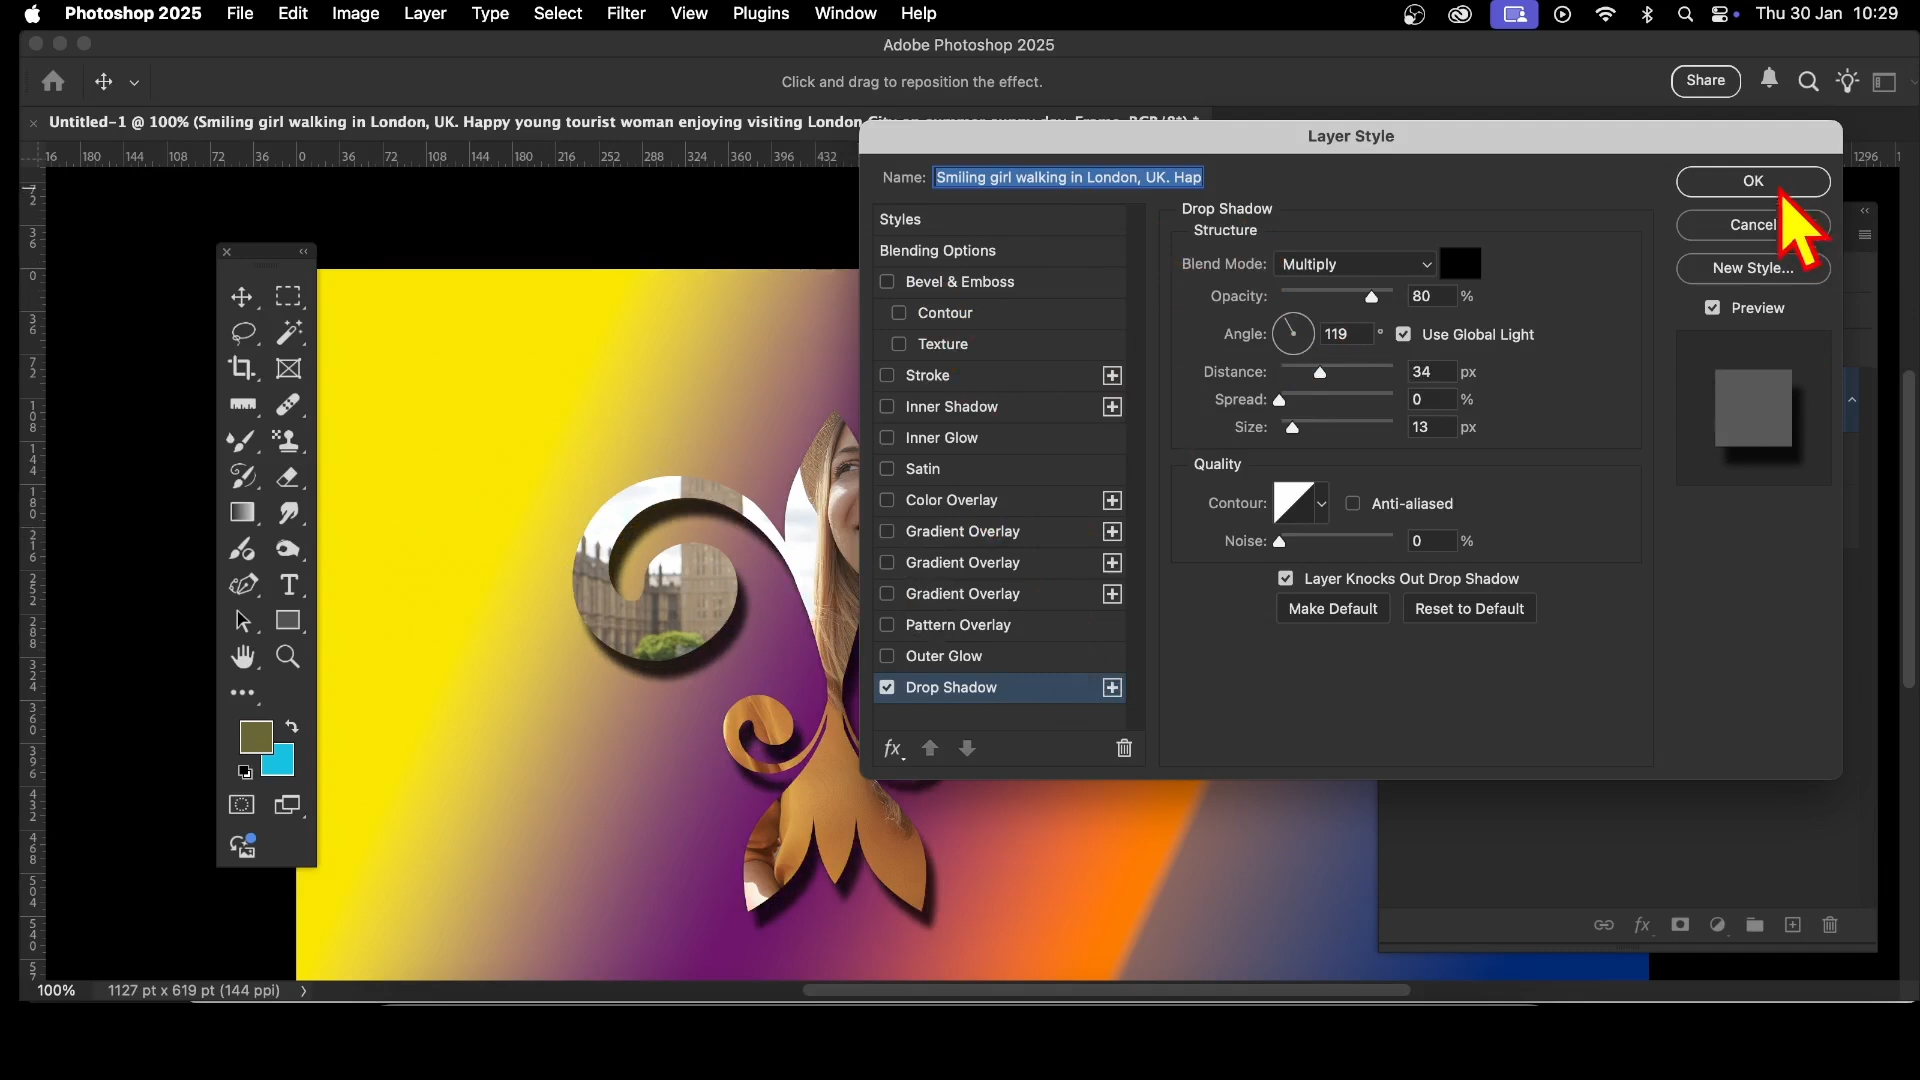 Photoshop 2025 File Edit Image Layer Type Select Filter View Plugins Window Help Thu 30 Jan 10:29
Adobe Photoshop 2025
Click and drag to reposition the effect.
Share
× Untitled-1 @ 100% (Smiling girl walking in London, UK. Happy young tourist woman enjoying visiting London
16 180 144 108 72 36 0 36 72 108 144 180 216 252 288 324 360 396 432 1296
Layer Style
Name: Smiling girl walking in London, UK. Hap
OK
Cancel
New Style...
Preview
Styles
Blending Options
Bevel & Emboss
Contour
Texture
Stroke
Inner Shadow
Inner Glow
Satin
Color Overlay
Gradient Overlay
Gradient Overlay
Gradient Overlay
Pattern Overlay
Outer Glow
Drop Shadow
fx
Drop Shadow
Structure
Blend Mode: Multiply
Opacity: 80 %
Angle: 119 ° Use Global Light
Distance: 34 px
Spread: 0 %
Size: 13 px
Quality
Contour: Anti-aliased
Noise: 0 %
Layer Knocks Out Drop Shadow
Make Default Reset to Default
fx
100% 1127 pt x 619 pt (144 ppi)